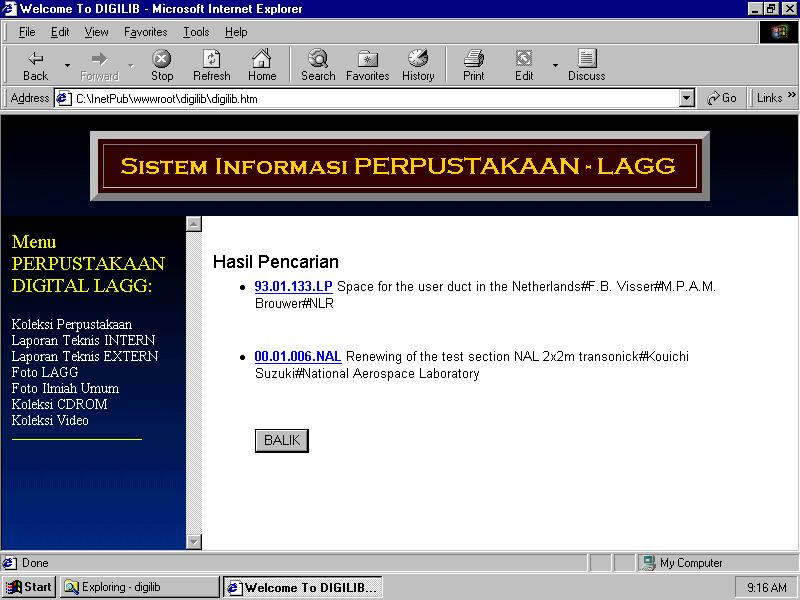 Welcome To DIGILIB - Microsoft Internet Explorer
File Edit View Favorites Tools Help
Back Forward Stop Refresh Home Search Favorites History Print Edit Discuss
Address C:\InetPub\wwwroot\digilib\digilib.htm Go Links »
SISTEM INFORMASI PERPUSTAKAAN - LAGG
Menu
PERPUSTAKAAN
DIGITAL LAGG:
Koleksi Perpustakaan
Laporan Teknis INTERN
Laporan Teknis EXTERN
Foto LAGG
Foto Ilmiah Umum
Koleksi CDROM
Koleksi Video
Hasil Pencarian
93.01.133.LP Space for the user duct in the Netherlands#F.B. Visser#M.P.A.M.
Brouwer#NLR
00.01.006.NAL Renewing of the test section NAL 2x2m transonick#Kouichi
Suzuki#National Aerospace Laboratory
BALIK
Done My Computer
Start Exploring - digilib Welcome To DIGILIB... 9:16 AM